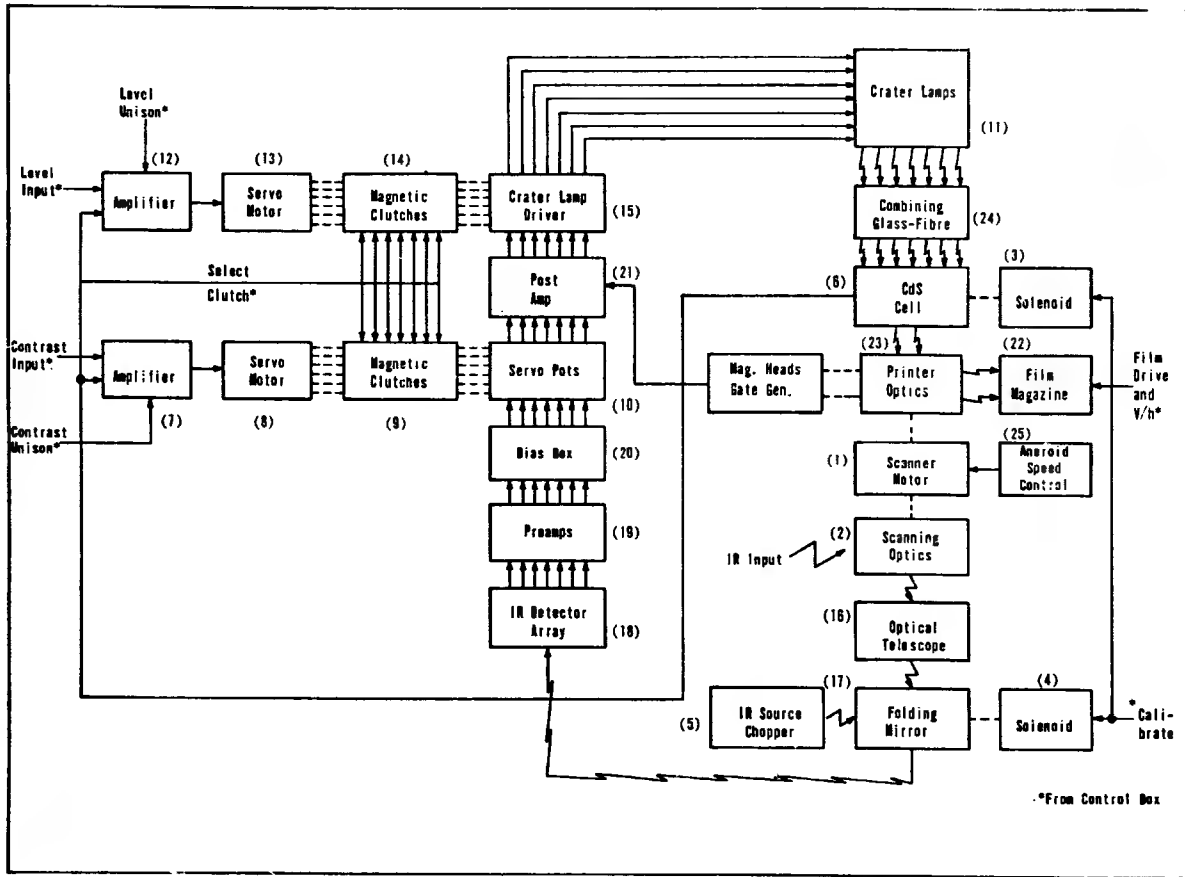 Level
Unison*
(12)
(13)
(14)
Level
Input*
Amplifier
Servo
Motor
Magnetic
Clutches
Crater Lamp
Driver
(15)
Crater Lamps
(11)
Combining
Glass-Fibre
(24)
Select
Clutch*
(21)
Post
Amp
(6)
CdS
Cell
(3)
Solenoid
Contrast
Input*
Amplifier
(7)
Servo
Motor
(8)
Magnetic
Clutches
(9)
Servo Pots
(10)
Contrast
Unison*
Mag. Heads
Gate Gen.
(23)
Printer
Optics
(22)
Film
Magazine
Film
Drive
and
V/h*
Bias Box
(20)
(1)
Scanner
Motor
(25)
Aneroid
Speed
Control
Preamps
(19)
(2)
Scanning
Optics
IR Input
IR Detector
Array
(18)
(16)
Optical
Telescope
(17)
(5)
IR Source
Chopper
Folding
Mirror
(4)
Solenoid
*
Cali-
brate
*From Control Box